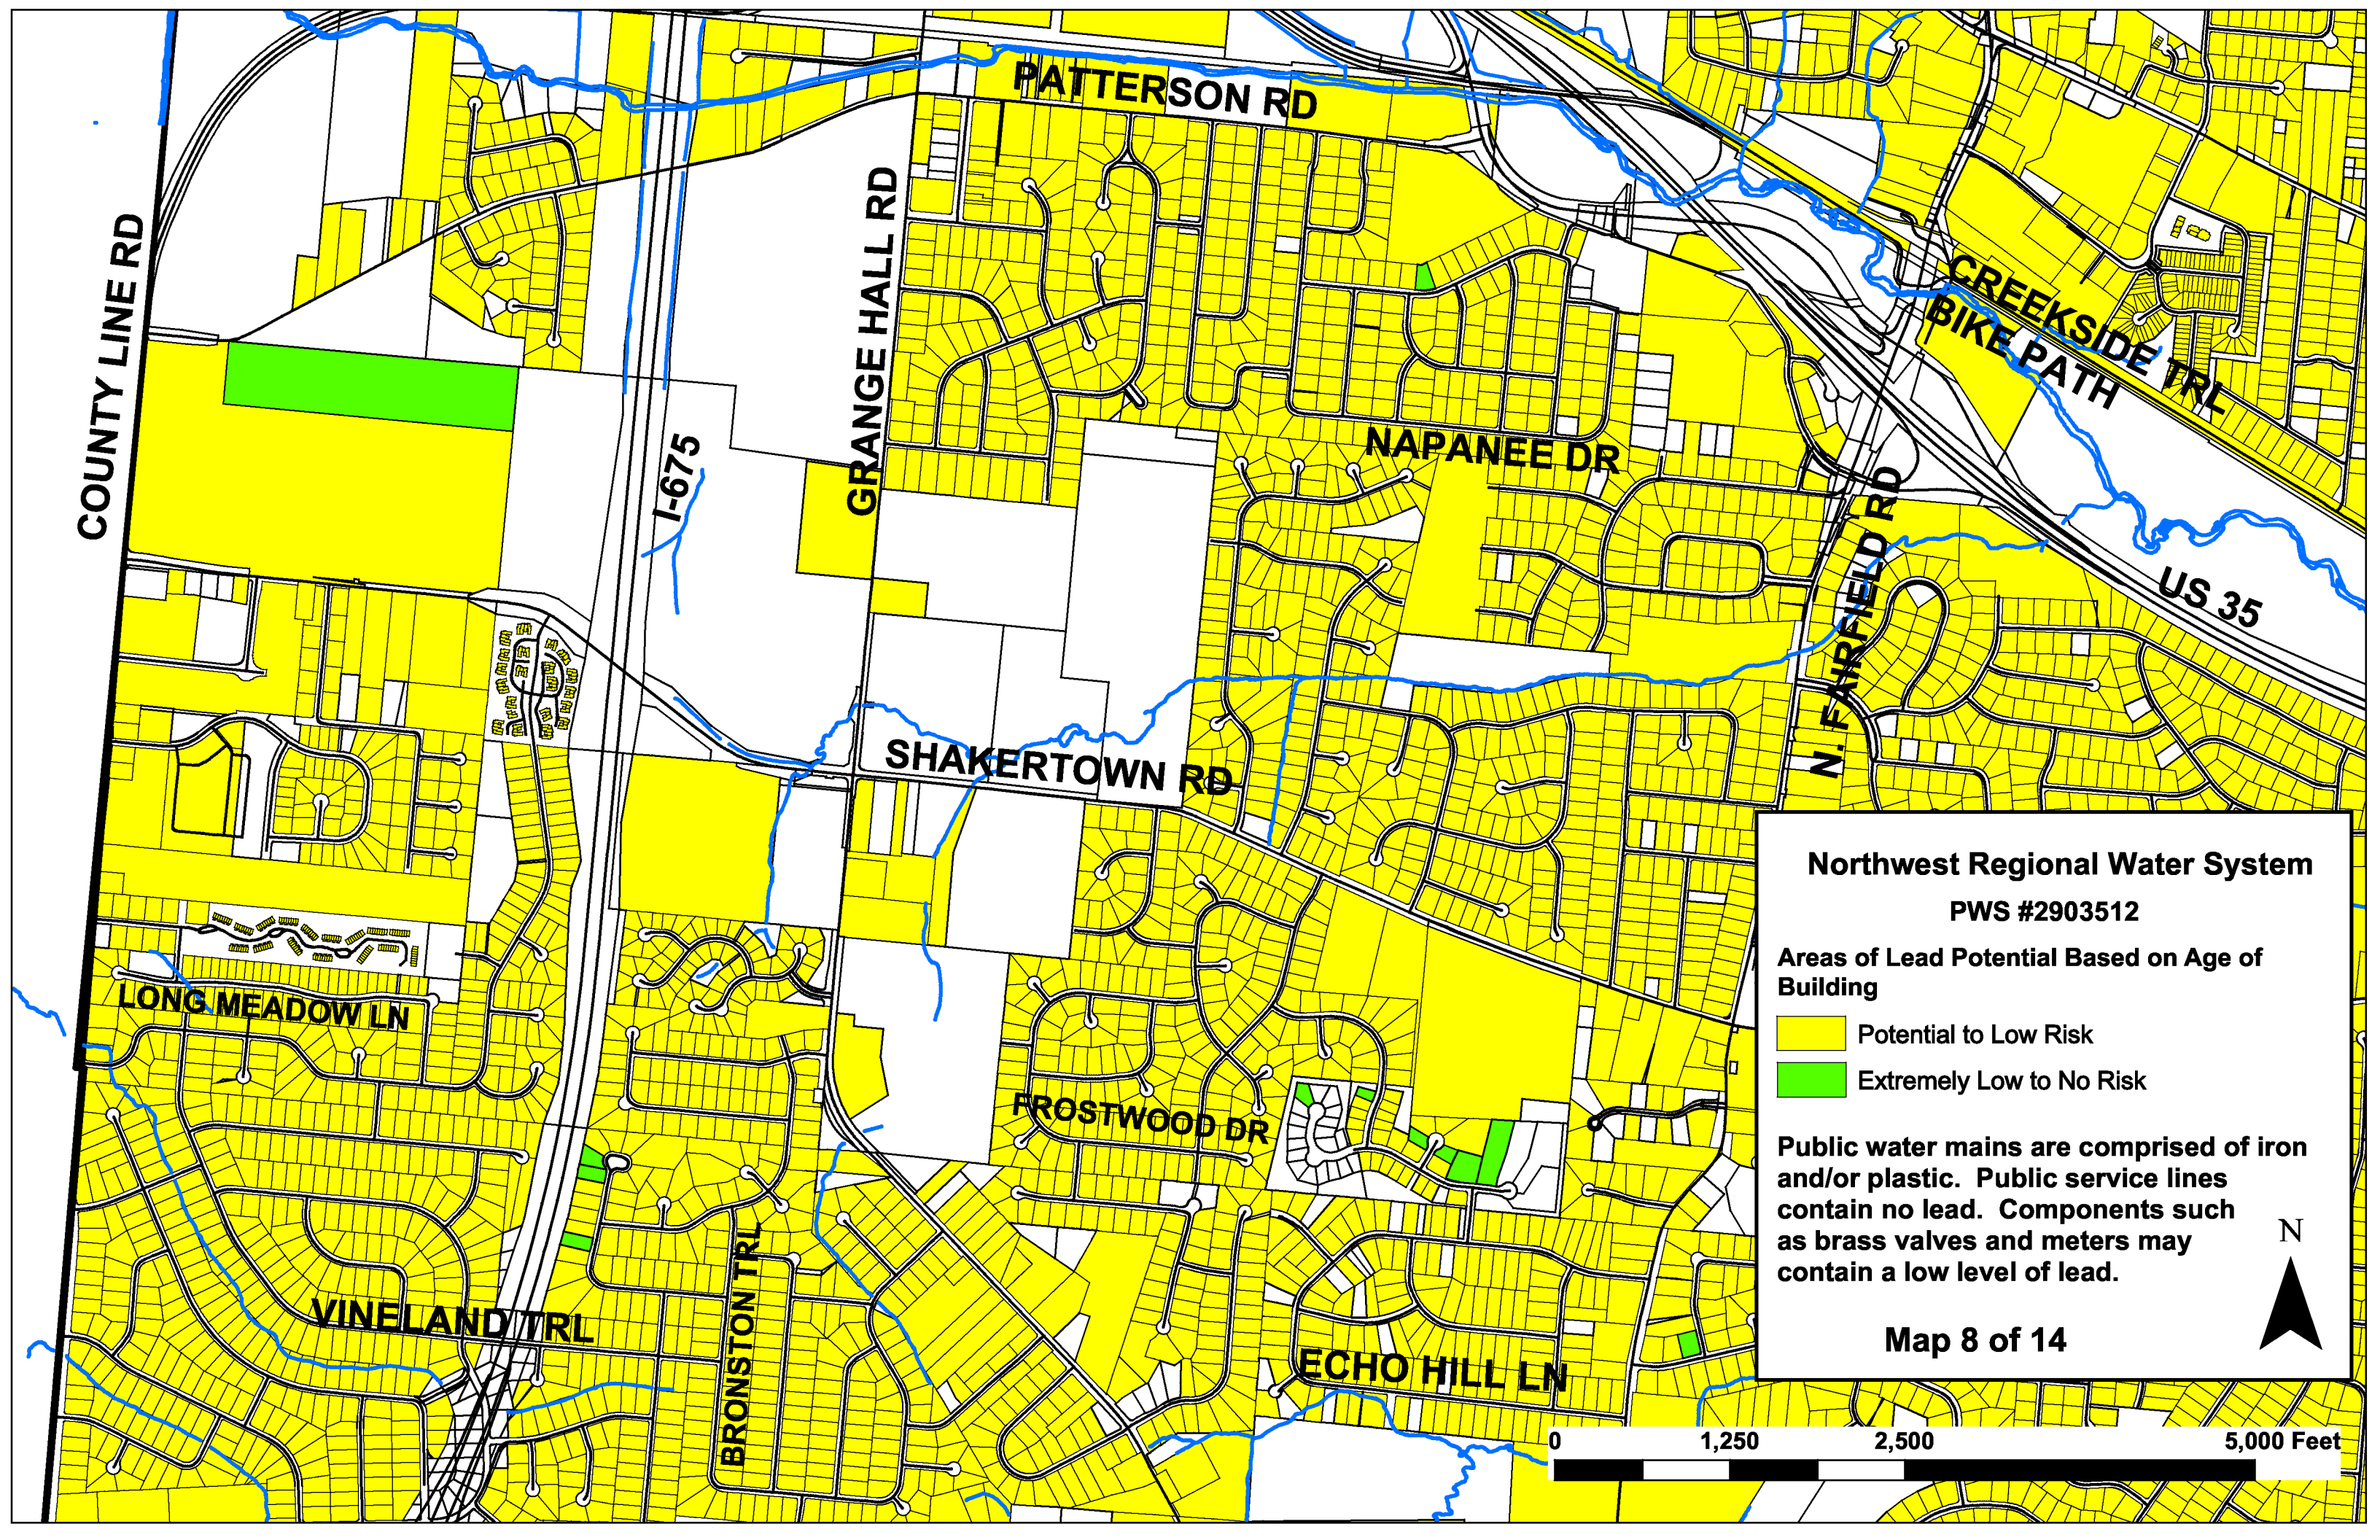 PATTERSON RD
COUNTY LINE RD
GRANGE HALL RD
I-675
CREEKSIDE TRL
BIKE PATH
NAPANEE DR
N. FAIRFIELD RD
US 35
SHAKERTOWN RD
LONG MEADOW LN
FROSTWOOD DR
VINELAND TRL
BRONSTON TRL
ECHO HILL LN
Northwest Regional Water System
PWS #2903512
Areas of Lead Potential Based on Age of
Building
Potential to Low Risk
Extremely Low to No Risk
Public water mains are comprised of iron
and/or plastic. Public service lines
contain no lead. Components such
as brass valves and meters may
contain a low level of lead.
N
Map 8 of 14
0 1,250 2,500 5,000 Feet